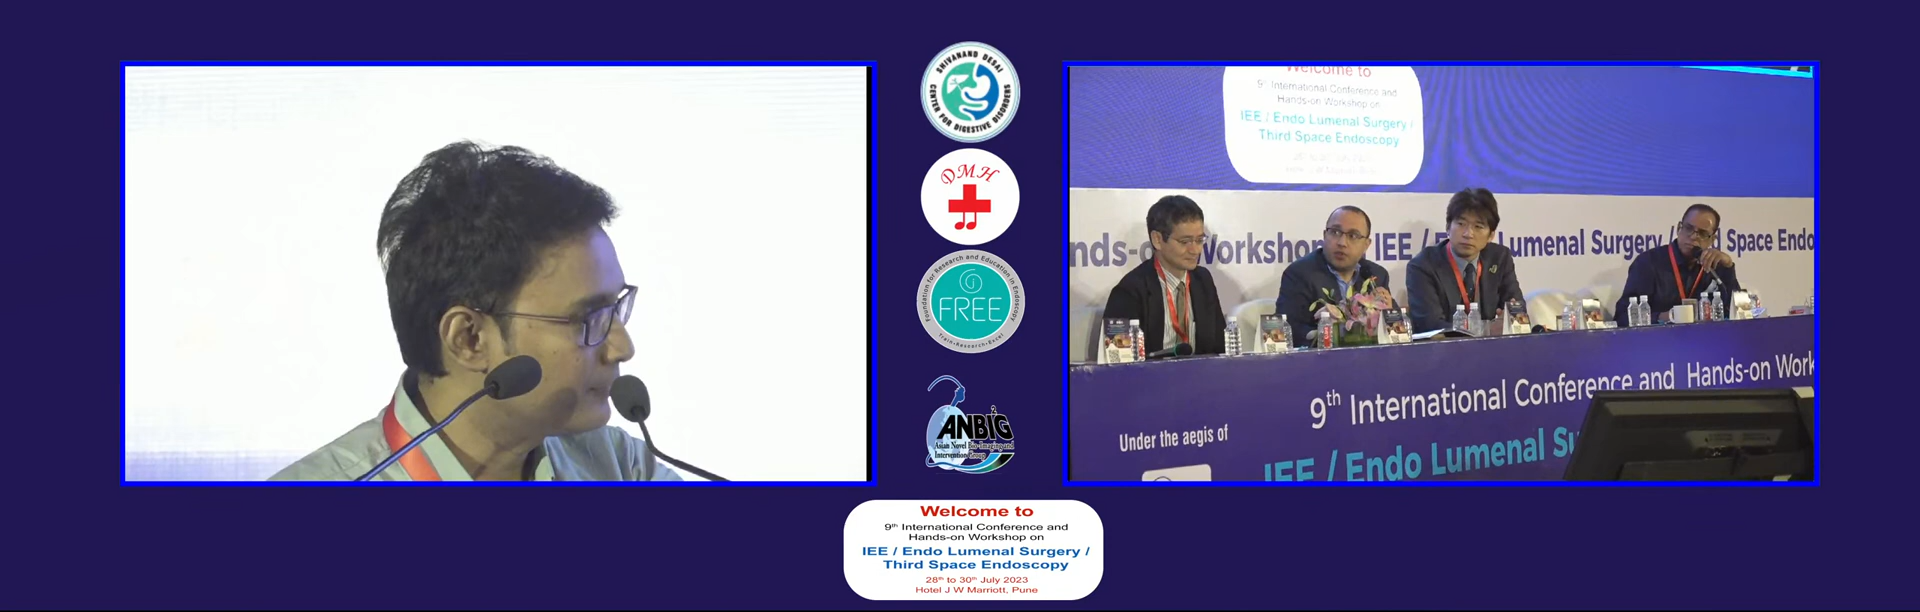 SHIVANAND DESAI
CENTER FOR DIGESTIVE DISORDERS
DMH
Foundation for Research and Education in Endoscopy
FREE
Train • Research • Excel
ANBI2G
Asian Novel Bio-Imaging and
Intervention Group
Welcome to
9th International Conference and
Hands-on Workshop on
IEE / Endo Lumenal Surgery /
Third Space Endoscopy
28th to 30th July 2023
Hotel J W Marriott, Pune
Welcome to
9th International Conference and
Hands-on Workshop on
IEE / Endo Lumenal Surgery /
Third Space Endoscopy
nds-o Workshop IEE / E Lumenal Surgery / d Space Endo
9th International Conference and Hands-on Work
Under the aegis of
IEE / Endo Lumenal Su